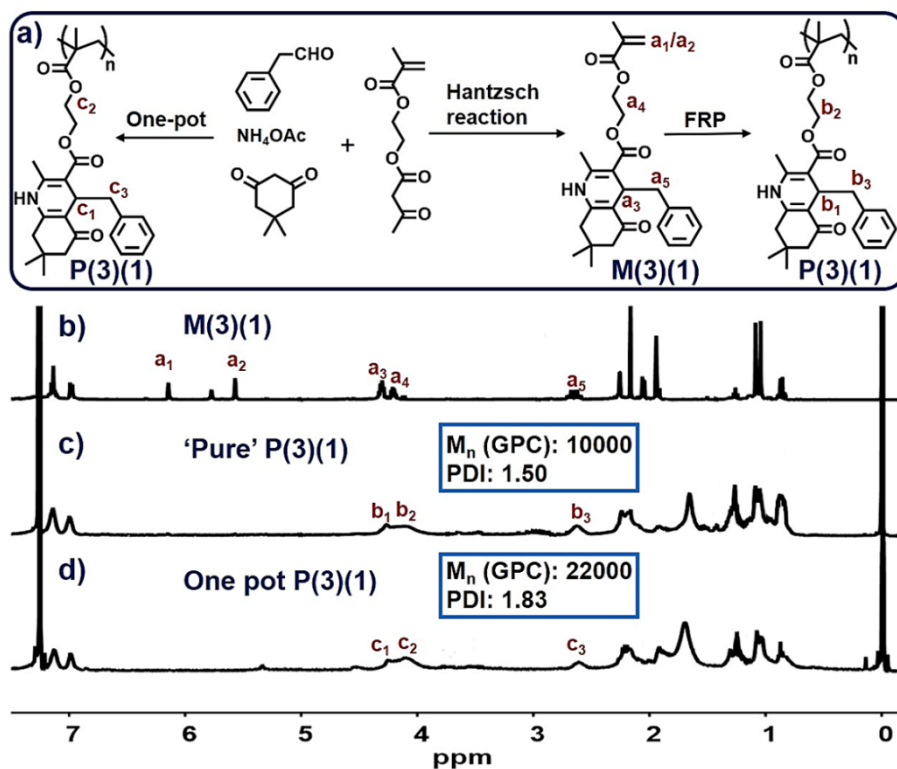 a)
n
O
O
c2
O
O
HN
c3
c1
O
P(3)(1)
One-pot
CHO
NH4OAc
O
O
+
O
O
O
O
O
Hantzsch
reaction
a1/a2
O
O
a4
O
O
HN
a5
a3
O
M(3)(1)
FRP
n
O
O
b2
O
O
HN
b3
b1
O
P(3)(1)
b)
M(3)(1)
a1
a2
a3
a4
a5
c)
'Pure' P(3)(1)
Mn (GPC): 10000
PDI: 1.50
b1
b2
b3
d)
One pot P(3)(1)
Mn (GPC): 22000
PDI: 1.83
c1
c2
c3
7 6 5 4 3 2 1 0
ppm